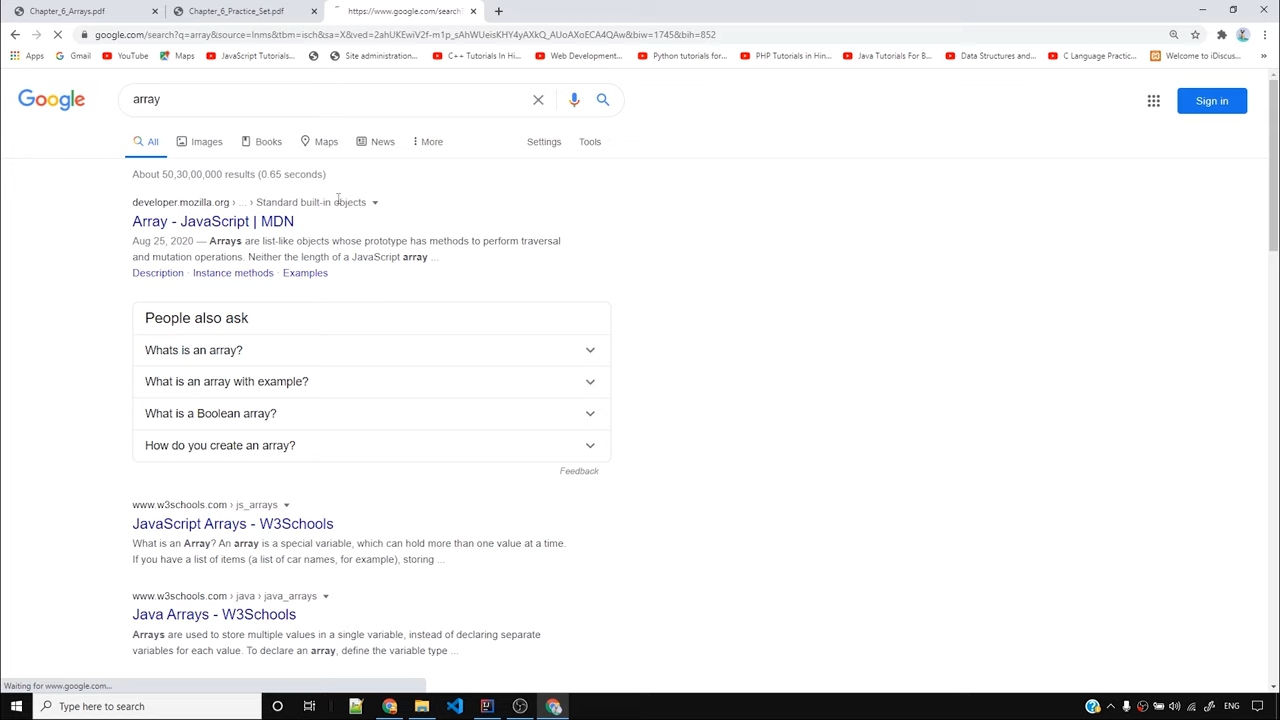 Chapter_6_Arrays.pdf
Chapter_6_Practice_Set.pdf
https://www.google.com/search?
google.com/search?q=array&source=lnms&tbm=isch&sa=X&ved=2ahUKEwiV2f-m1p_sAhWUeisKHY4yAXkQ_AUoAXoECA4QAw&biw=1745&bih=852
Apps
Gmail
YouTube
Maps
JavaScript Tutorials...
Site administration...
C++ Tutorials In Hi...
Web Development...
Python tutorials for...
PHP Tutorials in Hin...
Java Tutorials For B...
Data Structures and...
C Language Practic...
Welcome to iDiscus...
Google
array
Sign in
All
Images
Books
Maps
News
More
Settings
Tools
About 50,30,00,000 results (0.65 seconds)
developer.mozilla.org › ... › Standard built-in objects
Array - JavaScript | MDN
Aug 25, 2020 — Arrays are list-like objects whose prototype has methods to perform traversal
and mutation operations. Neither the length of a JavaScript array ...
Description · Instance methods · Examples
People also ask
Whats is an array?
What is an array with example?
What is a Boolean array?
How do you create an array?
Feedback
www.w3schools.com › js_arrays
JavaScript Arrays - W3Schools
What is an Array? An array is a special variable, which can hold more than one value at a time.
If you have a list of items (a list of car names, for example), storing ...
www.w3schools.com › java › java_arrays
Java Arrays - W3Schools
Arrays are used to store multiple values in a single variable, instead of declaring separate
variables for each value. To declare an array, define the variable type ...
Waiting for www.google.com...
Type here to search
ENG